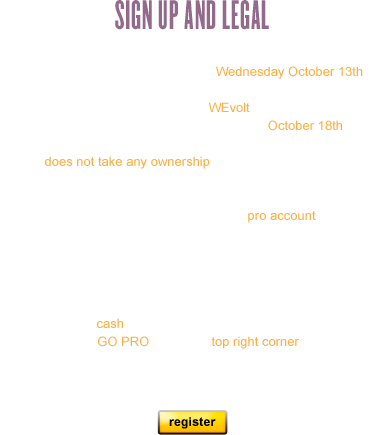 SIGN UP AND LEGAL
Wednesday October 13th
WEvolt
October 18th
does not take any ownership
pro account
cash
GO PRO top right corner
register